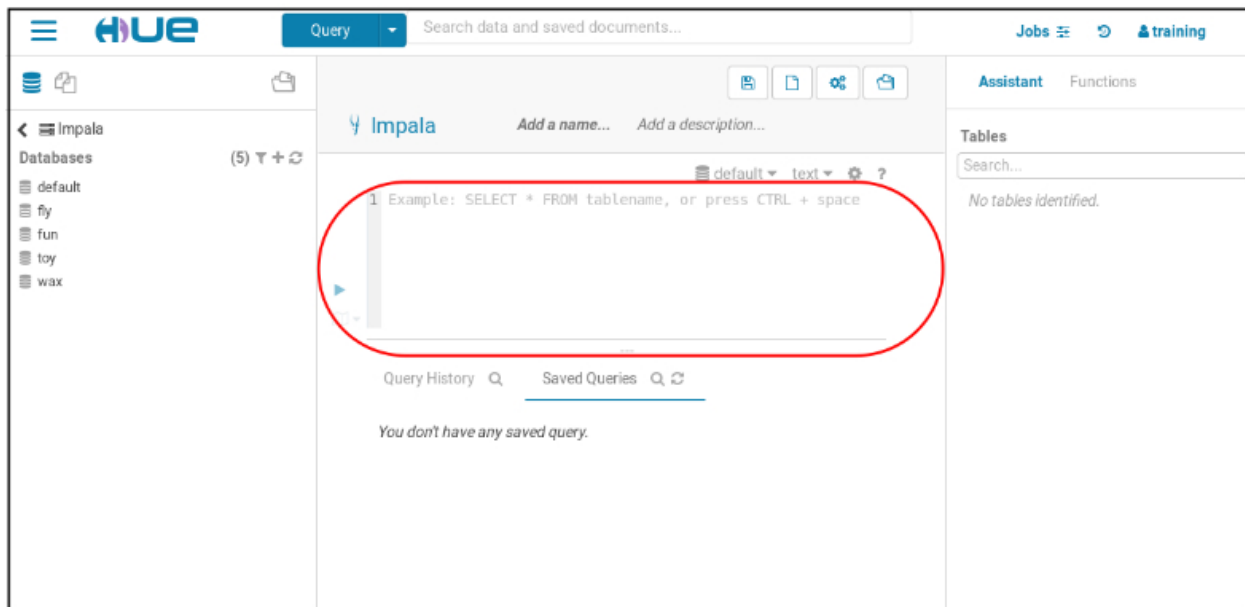 HUE
Query
Search data and saved documents...
Jobs
training
Impala
Databases
(5)
default
fly
fun
toy
wax
Impala
Add a name...
Add a description...
default
text
?
1 Example: SELECT * FROM tablename, or press CTRL + space
Query History
Saved Queries
You don't have any saved query.
Assistant
Functions
Tables
Search...
No tables identified.